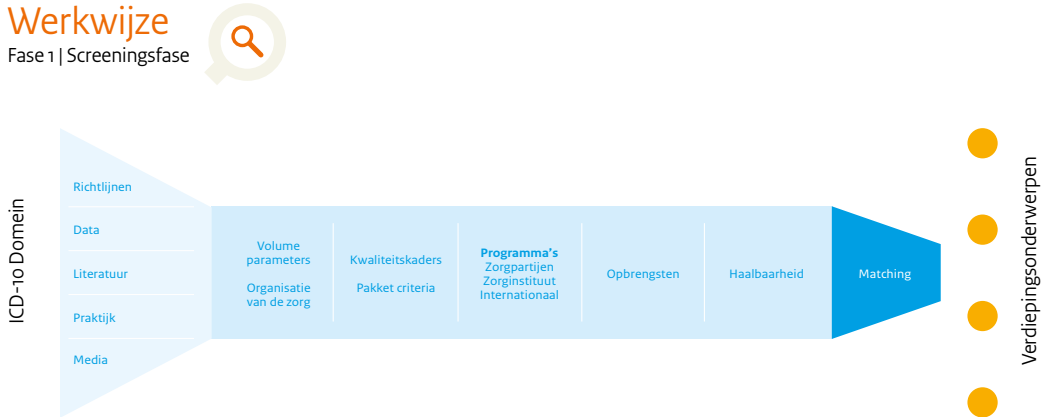 Werkwijze
Fase 1 | Screeningsfase
ICD-10 Domein
Richtlijnen
Data
Literatuur
Praktijk
Media
Volume
parameters
Organisatie
van de zorg
Kwaliteitskaders
Pakket criteria
Programma's
Zorgpartijen
Zorginstituut
Internationaal
Opbrengsten
Haalbaarheid
Matching
Verdiepingsonderwerpen